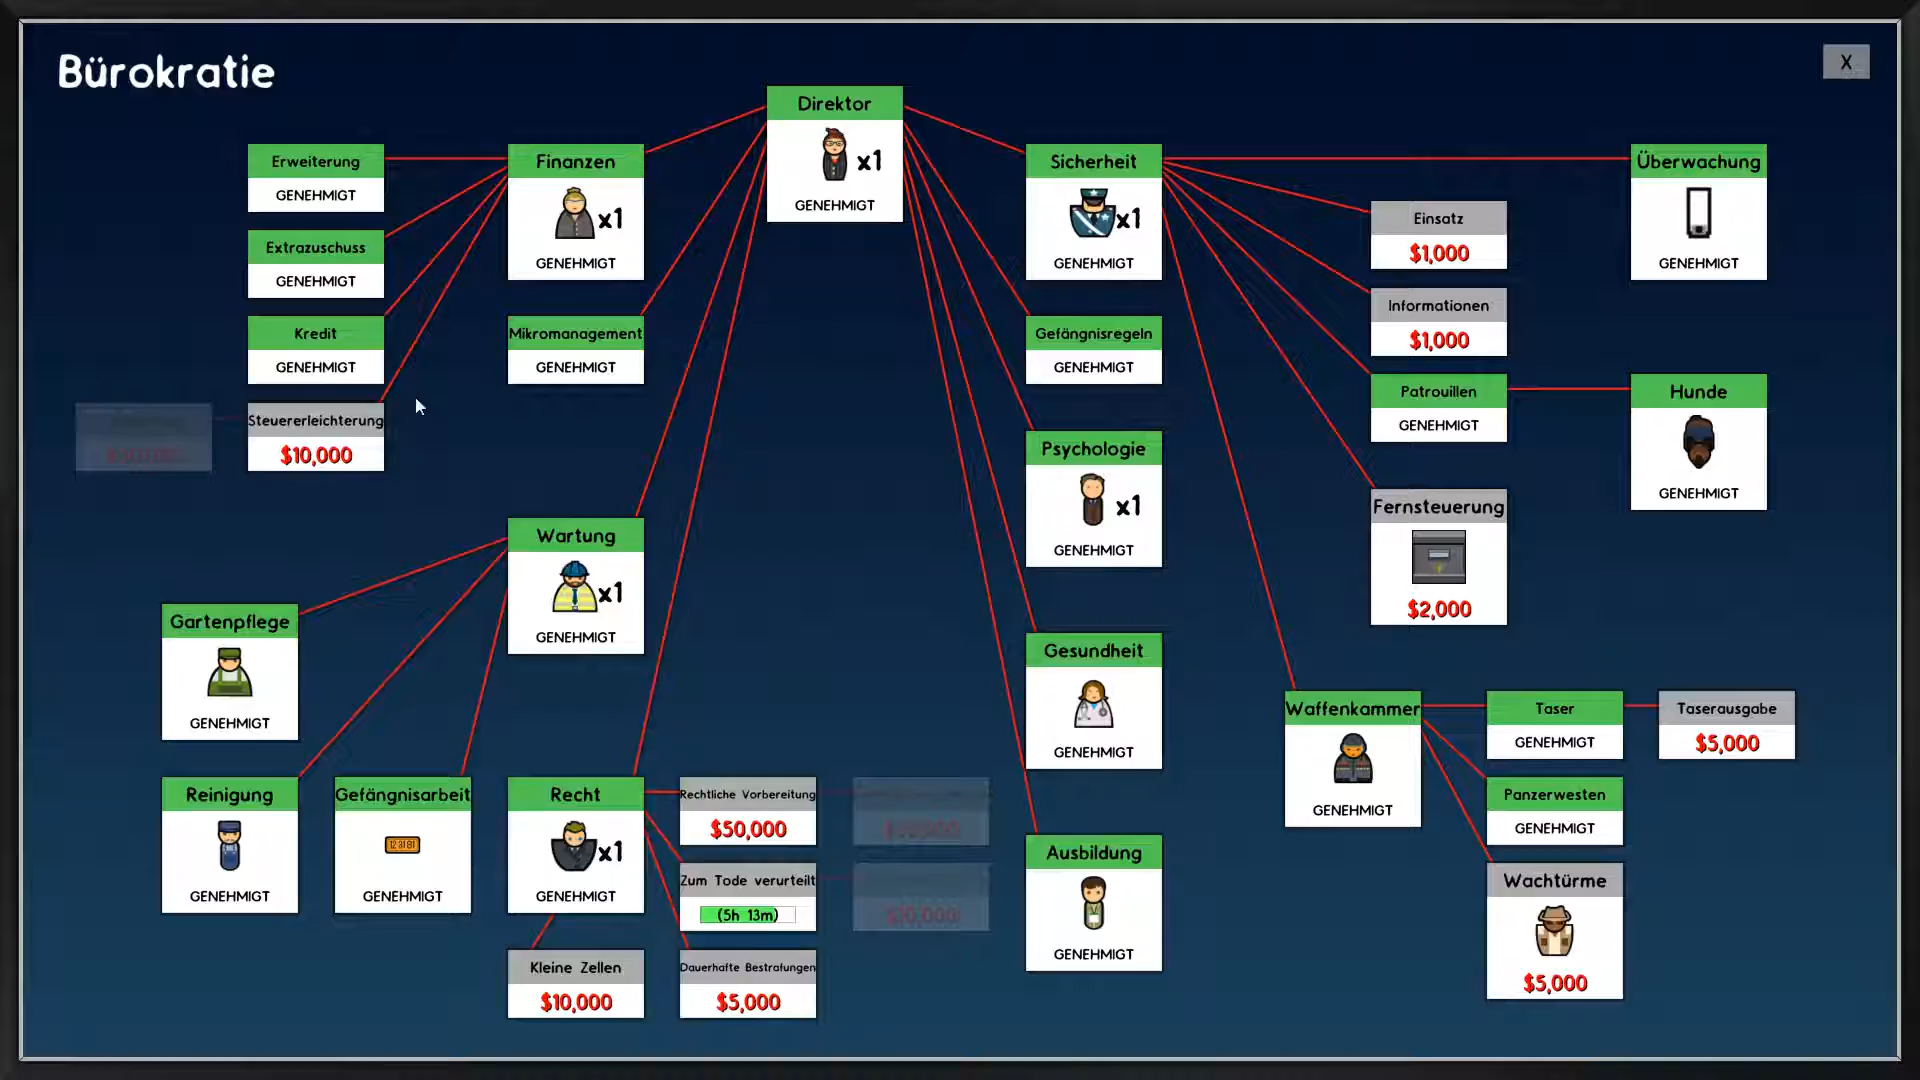 Bürokratie
X
Direktor
x1
GENEHMIGT
Erweiterung
GENEHMIGT
Finanzen
x1
GENEHMIGT
Sicherheit
x1
GENEHMIGT
Überwachung
GENEHMIGT
Extrazuschuss
GENEHMIGT
Einsatz
$1,000
Kredit
GENEHMIGT
Mikromanagement
GENEHMIGT
Gefängnisregeln
GENEHMIGT
Informationen
$1,000
Patrouillen
GENEHMIGT
Hunde
GENEHMIGT
Steuererleichterung
$10,000
Psychologie
x1
GENEHMIGT
Fernsteuerung
$2,000
Wartung
x1
GENEHMIGT
Gartenpflege
GENEHMIGT
Gesundheit
GENEHMIGT
Waffenkammer
GENEHMIGT
Taser
GENEHMIGT
Taserausgabe
$5,000
Reinigung
GENEHMIGT
Gefängnisarbeit
GENEHMIGT
Recht
x1
GENEHMIGT
Rechtliche Vorbereitung
$50,000
Panzerwesten
GENEHMIGT
Zum Tode verurteilt
(5h 13m)
Ausbildung
GENEHMIGT
Wachtürme
$5,000
Kleine Zellen
$10,000
Dauerhafte Bestrafungen
$5,000